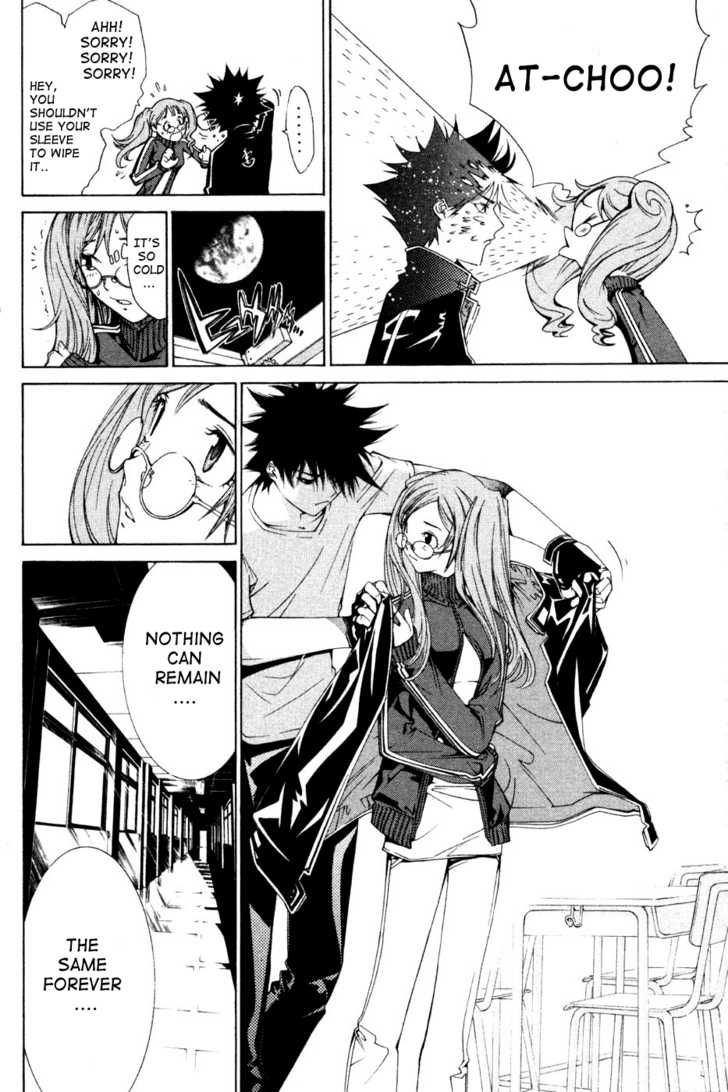 AT-CHOO!
AHH!
SORRY!
SORRY!
SORRY!
HEY,
YOU
SHOULDN'T
USE YOUR
SLEEVE
TO WIPE
IT..
....
IT'S
SO
COLD
...
NOTHING
CAN
REMAIN
....
THE
SAME
FOREVER
....